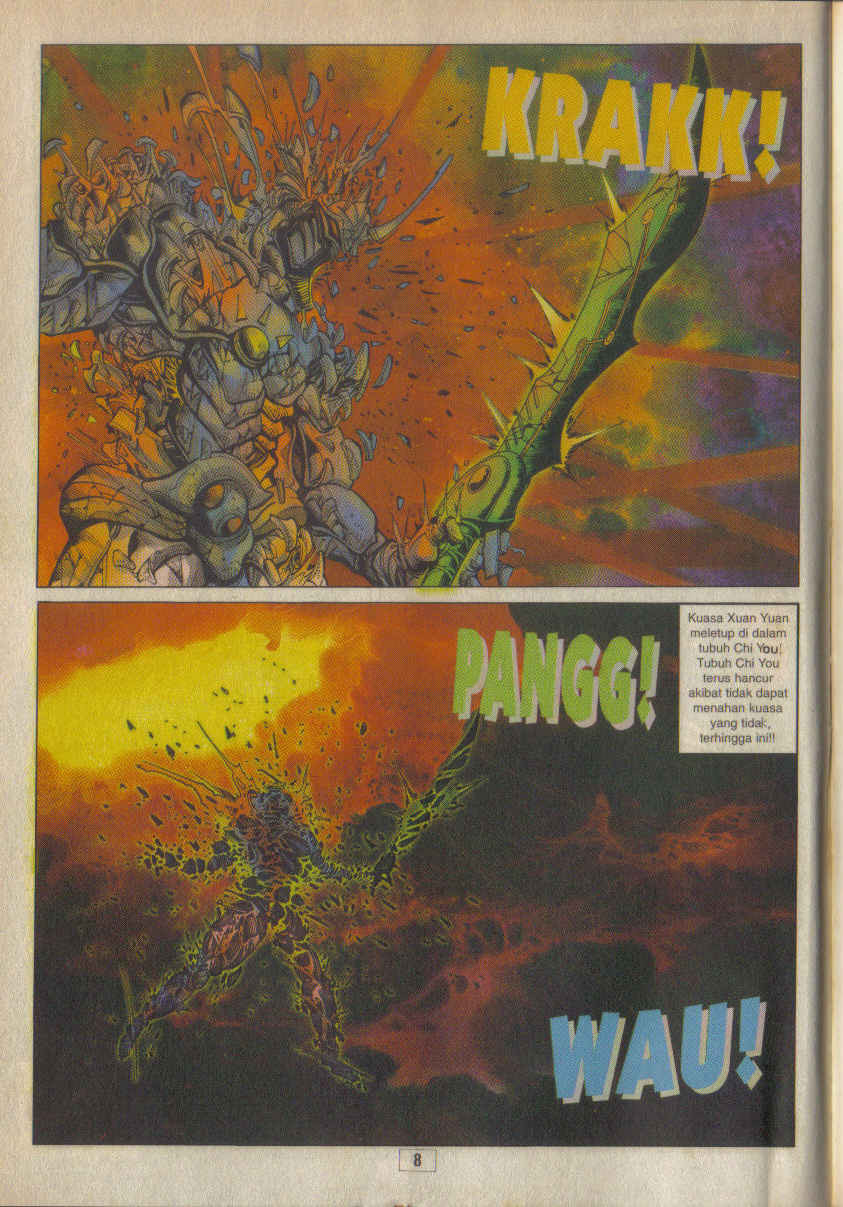 KRAKK!
PANGG!
Kuasa Xuan Yuan
meletup di dalam
tubuh Chi You!
Tubuh Chi You
terus hancur
akibat tidak dapat
menahan kuasa
yang tidak
terhingga ini!!
WAU!
8